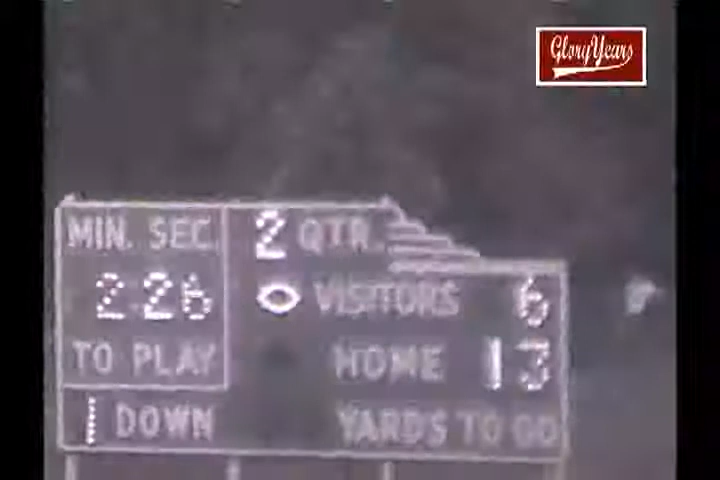 GloryYears
MIN. SEC. 2 QTR.
2:26 VISITORS 6
TO PLAY HOME 13
1 DOWN YARDS TO GO